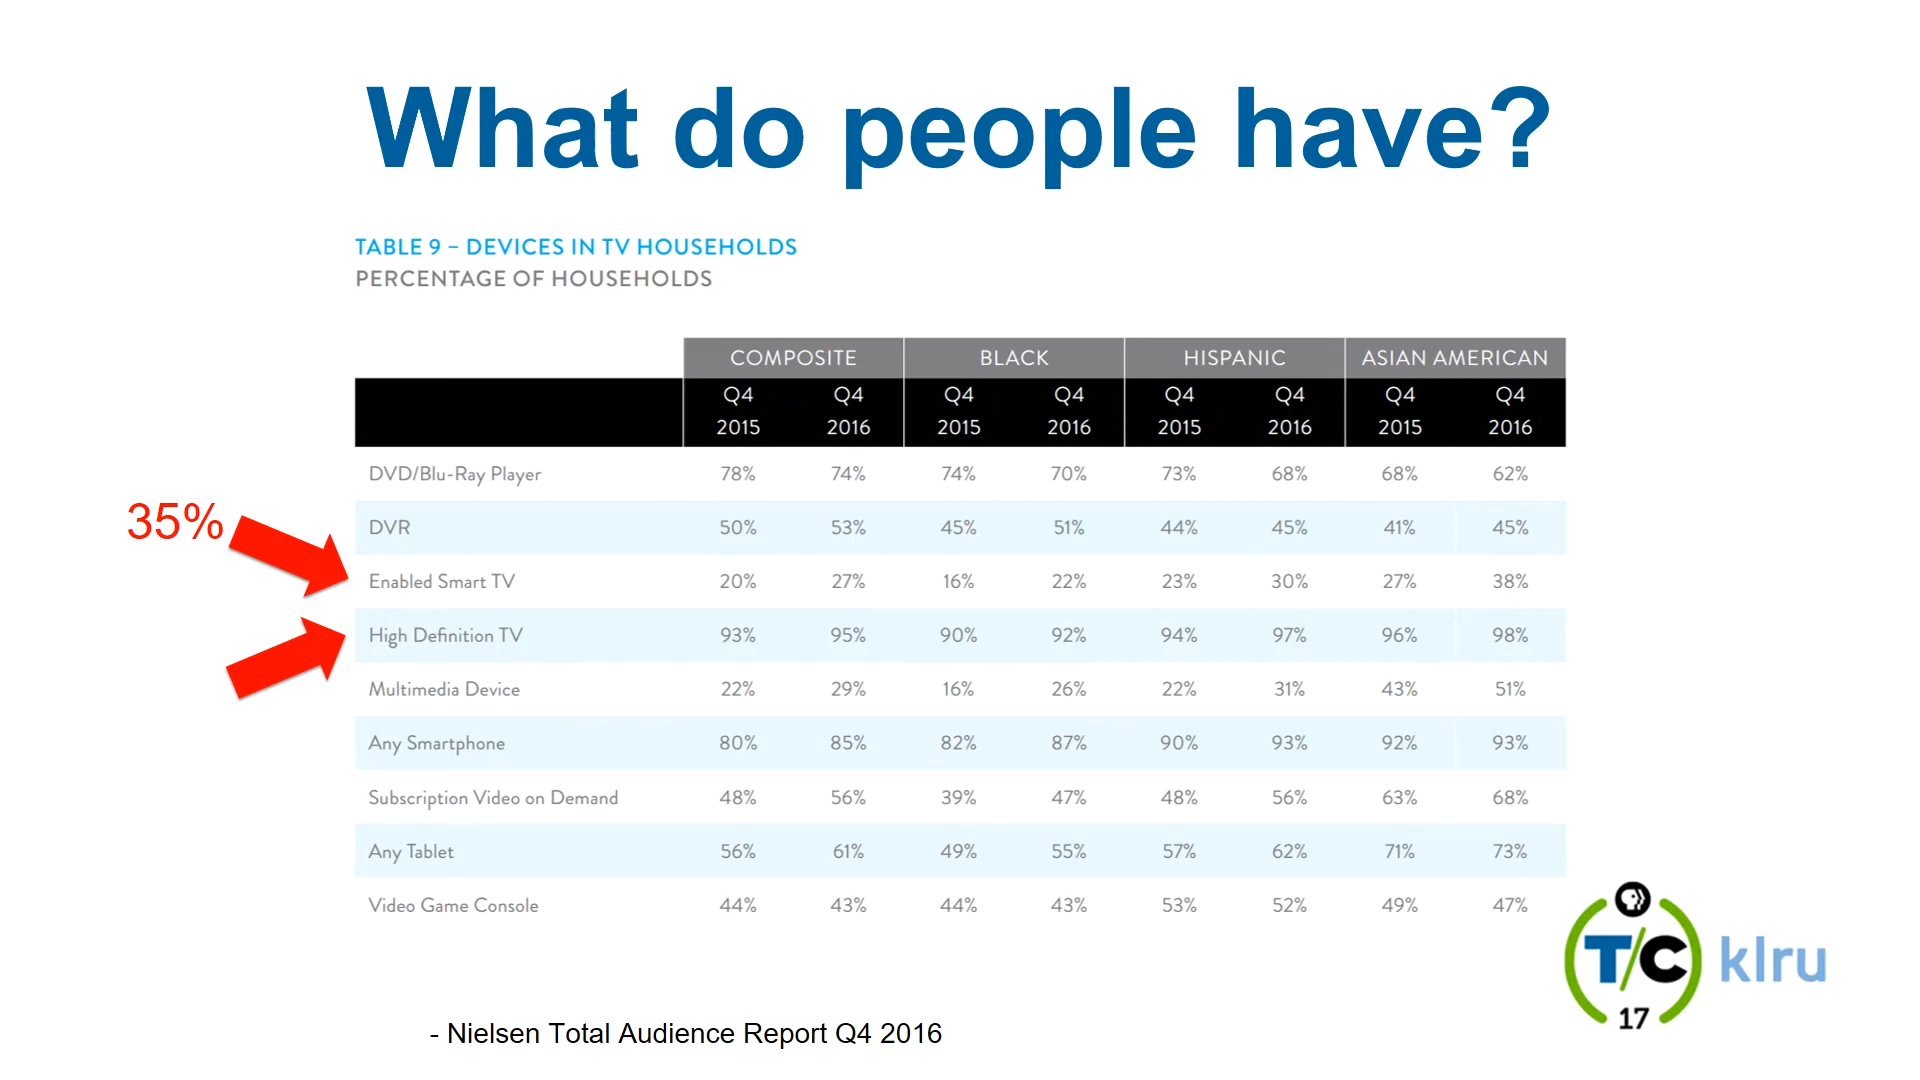 What do people have?
TABLE 9 – DEVICES IN TV HOUSEHOLDS
PERCENTAGE OF HOUSEHOLDS
COMPOSITE BLACK HISPANIC ASIAN AMERICAN
Q4 Q4 Q4 Q4 Q4 Q4 Q4 Q4
2015 2016 2015 2016 2015 2016 2015 2016
DVD/Blu-Ray Player 78% 74% 74% 70% 73% 68% 68% 62%
35%
DVR 50% 53% 45% 51% 44% 45% 41% 45%
Enabled Smart TV 20% 27% 16% 22% 23% 30% 27% 38%
High Definition TV 93% 95% 90% 92% 94% 97% 96% 98%
Multimedia Device 22% 29% 16% 26% 22% 31% 43% 51%
Any Smartphone 80% 85% 82% 87% 90% 93% 92% 93%
Subscription Video on Demand 48% 56% 39% 47% 48% 56% 63% 68%
Any Tablet 56% 61% 49% 55% 57% 62% 71% 73%
Video Game Console 44% 43% 44% 43% 53% 52% 49% 47%
T/C klru
17
- Nielsen Total Audience Report Q4 2016